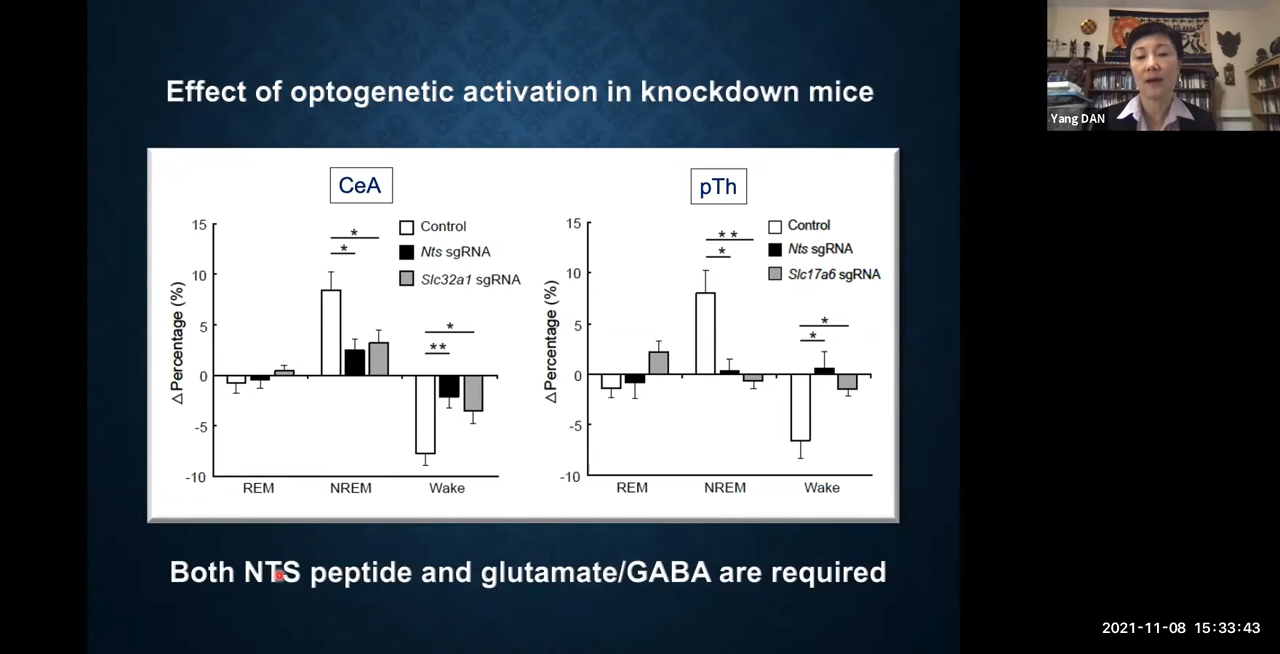 Effect of optogenetic activation in knockdown mice
Yang DAN
CeA
Control
Nts sgRNA
Slc32a1 sgRNA
* 
*
*
**
△Percentage (%)
15
10
5
0
-5
-10
REM NREM Wake
pTh
Control
Nts sgRNA
Slc17a6 sgRNA
**
*
*
*
△Percentage (%)
15
10
5
0
-5
-10
REM NREM Wake
Both NTS peptide and glutamate/GABA are required
2021-11-08 15:33:43